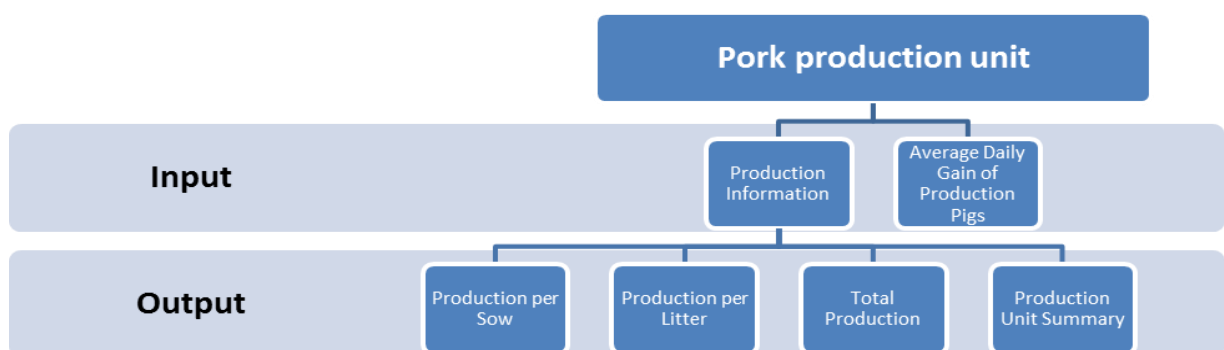 Pork production unit
Input
Production
Information
Average Daily
Gain of
Production
Pigs
Output
Production per
Sow
Production per
Litter
Total
Production
Production
Unit Summary